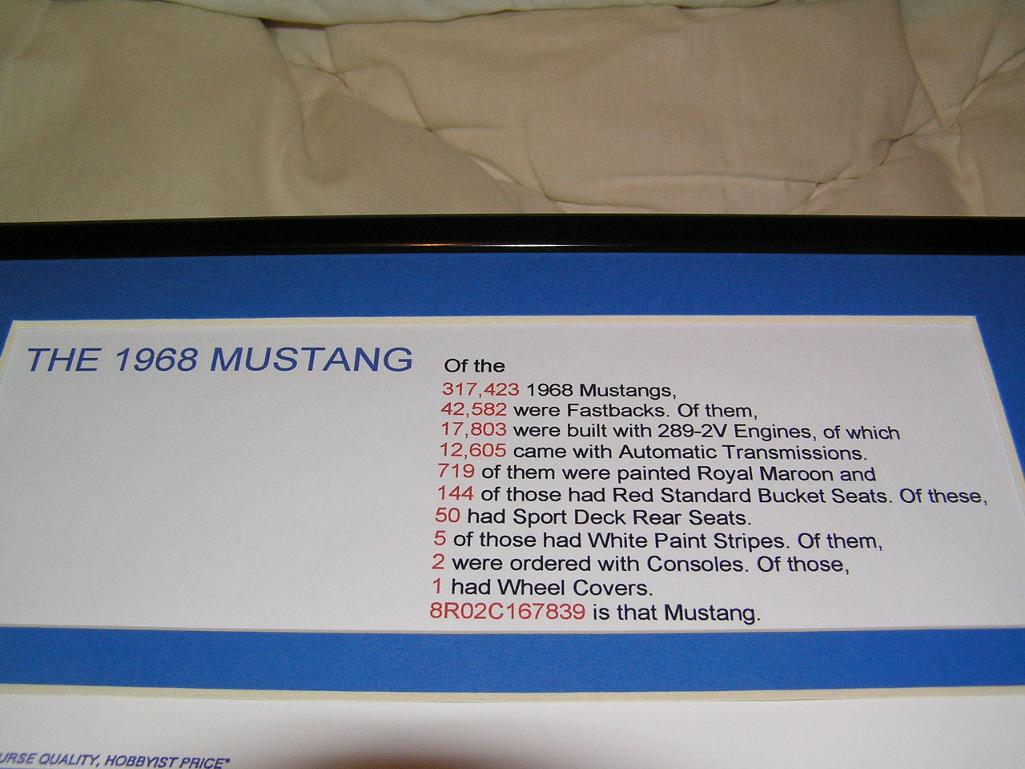 THE 1968 MUSTANG
Of the
317,423 1968 Mustangs,
42,582 were Fastbacks. Of them,
17,803 were built with 289-2V Engines, of which
12,605 came with Automatic Transmissions.
719 of them were painted Royal Maroon and
144 of those had Red Standard Bucket Seats. Of these,
50 had Sport Deck Rear Seats.
5 of those had White Paint Stripes. Of them,
2 were ordered with Consoles. Of those,
1 had Wheel Covers.
8R02C167839 is that Mustang.
QUALITY, HOBBYIST PRICE"